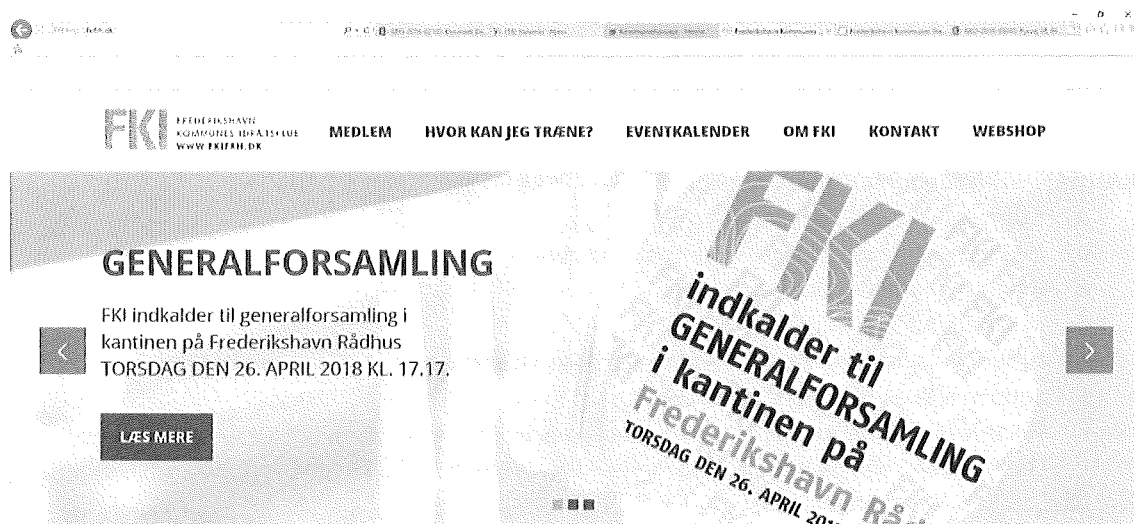 FKI
FREDERIKSHAVN
KOMMUNES IDRÆTSCLUB
WWW.FKIFRH.DK
MEDLEM HVOR KAN JEG TRÆNE? EVENTKALENDER OM FKI KONTAKT WEBSHOP
GENERALFORSAMLING
FKI indkalder til generalforsamling i
kantinen på Frederikshavn Rådhus
TORSDAG DEN 26. APRIL 2018 KL. 17.17.
LÆS MERE
FKI
indkalder til
GENERALFORSAMLING
i kantinen på
Frederikshavn
TORSDAG DEN 26. APRIL